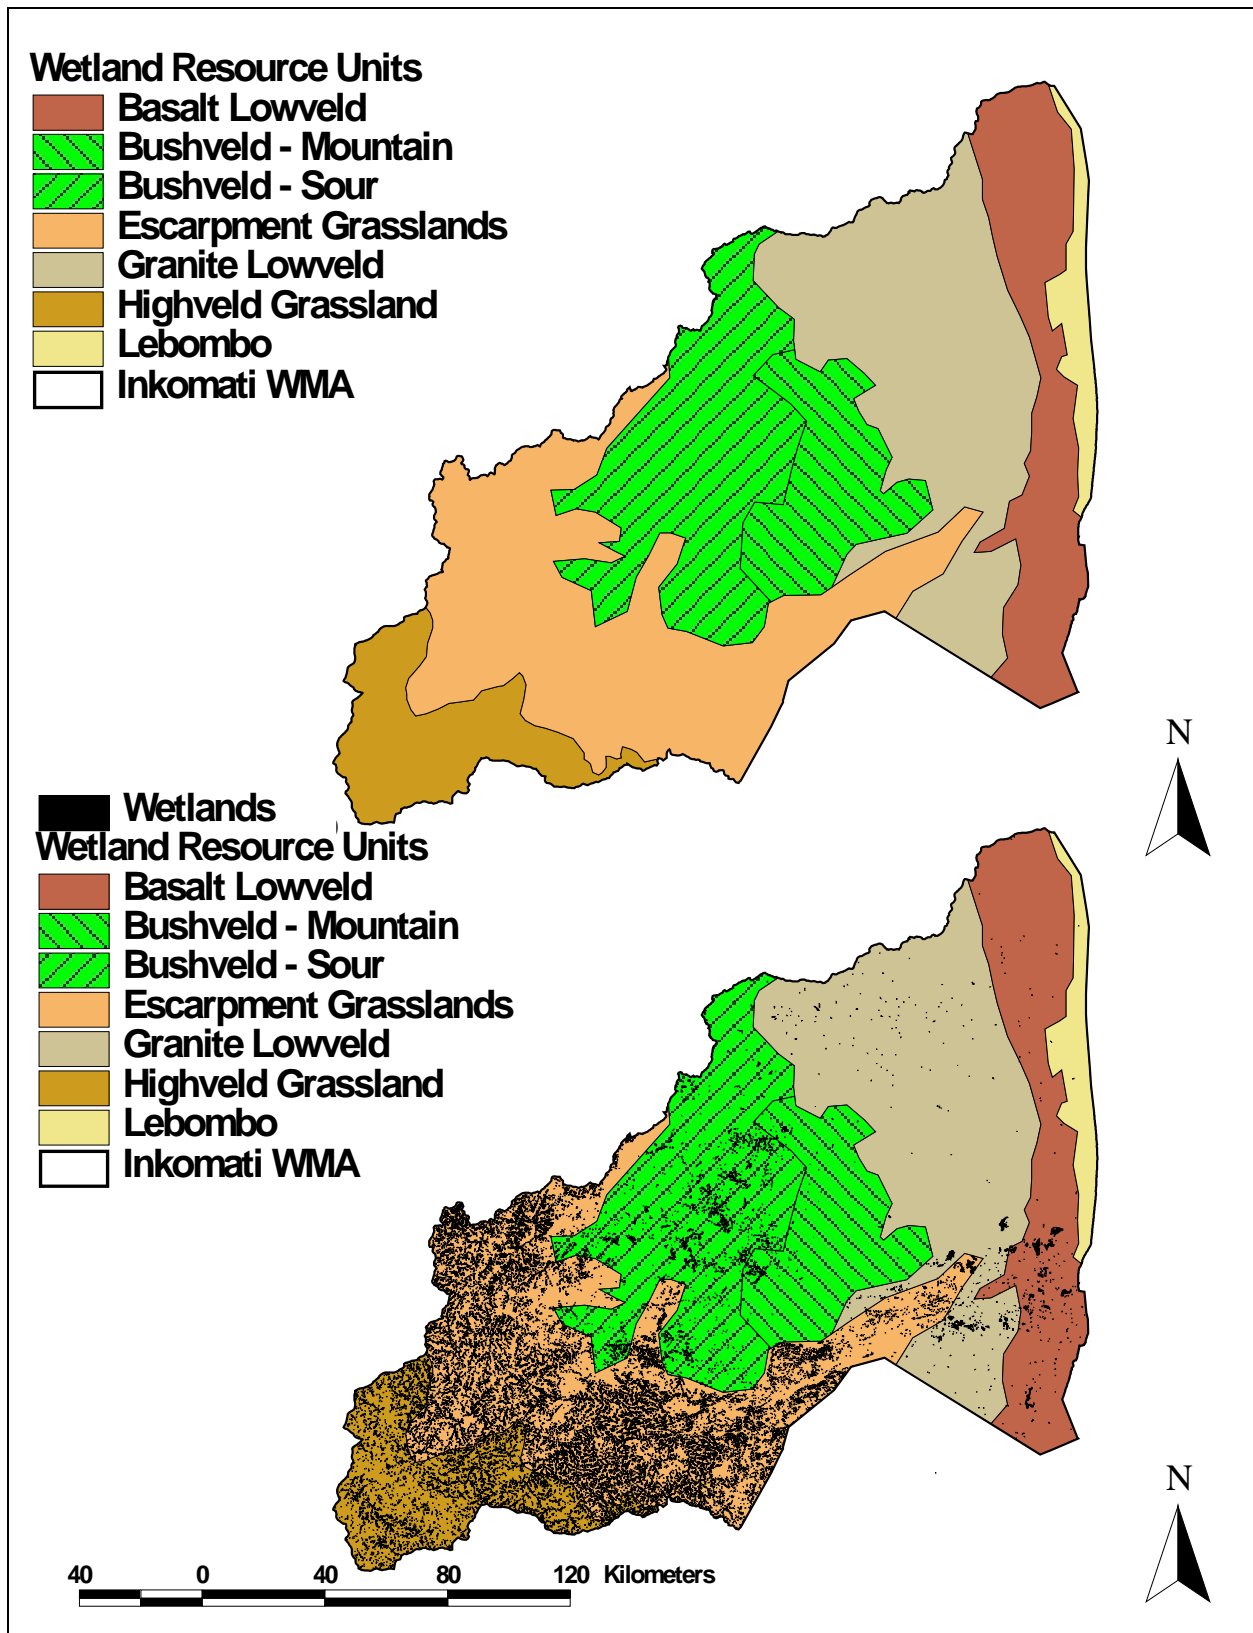 Wetland Resource Units
Basalt Lowveld
Bushveld - Mountain
Bushveld - Sour
Escarpment Grasslands
Granite Lowveld
Highveld Grassland
Lebombo
Inkomati WMA
N
Wetlands
Wetland Resource Units
Basalt Lowveld
Bushveld - Mountain
Bushveld - Sour
Escarpment Grasslands
Granite Lowveld
Highveld Grassland
Lebombo
Inkomati WMA
N
40 0 40 80 120 Kilometers